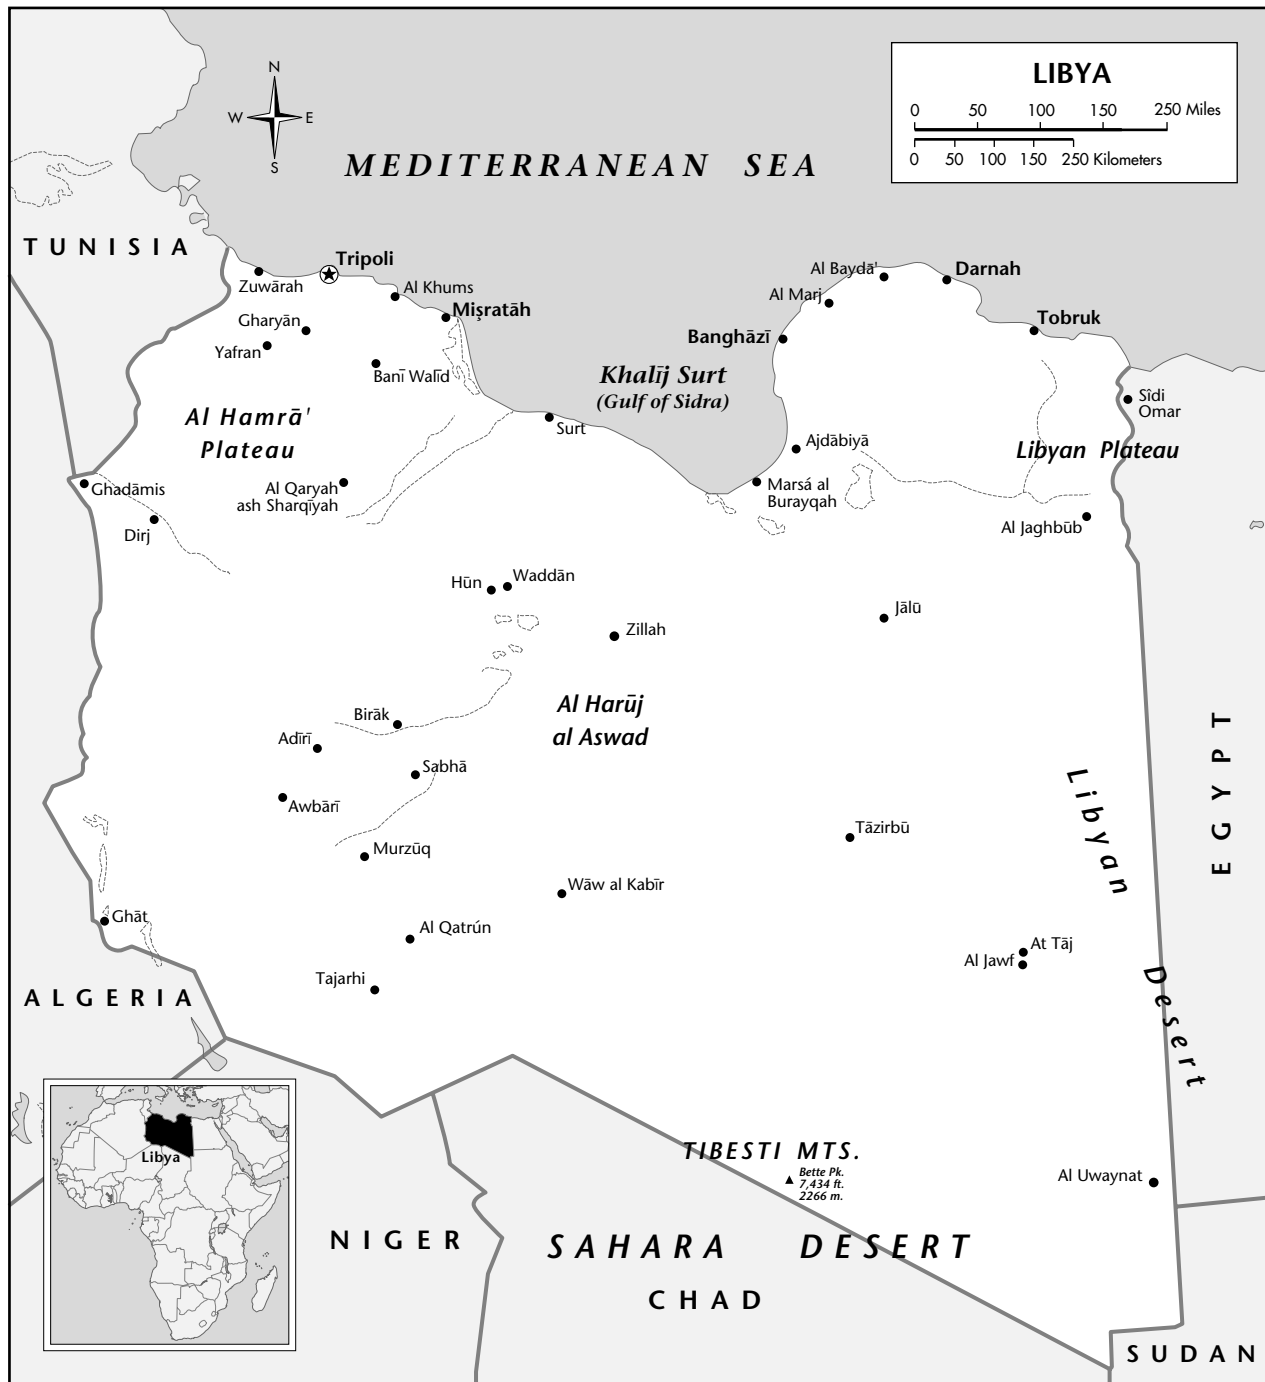 LIBYA
0 50 100 150 250 Miles
0 50 100 150 250 Kilometers
N
W E
S
MEDITERRANEAN SEA
TUNISIA
Tripoli
Zuwārah
Al Khums
Mişratāh
Gharyān
Yafran
Banī Walīd
Al Baydā'
Darnah
Al Marj
Tobruk
Banghāzī
Khalīj Surt
(Gulf of Sidra)
Sîdi
Omar
Al Hamrā'
Plateau
Surt
Ajdābiyā
Libyan Plateau
Ghadāmis
Al Qaryah
ash Sharqīyah
Marsá al
Burayqah
Dirj
Al Jaghbūb
Hūn
Waddān
Jālū
Zillah
Al Harūj
al Aswad
Birāk
Adīrī
Sabhā
Awbārī
EGYPT
Libyan Desert
Tāzirbū
Murzūq
Wāw al Kabīr
Ghāt
Al Qatrún
At Tāj
Al Jawf
Tajarhi
ALGERIA
Libya
TIBESTI MTS.
Bette Pk.
7,434 ft.
2266 m.
Al Uwaynat
NIGER
SAHARA DESERT
CHAD
SUDAN